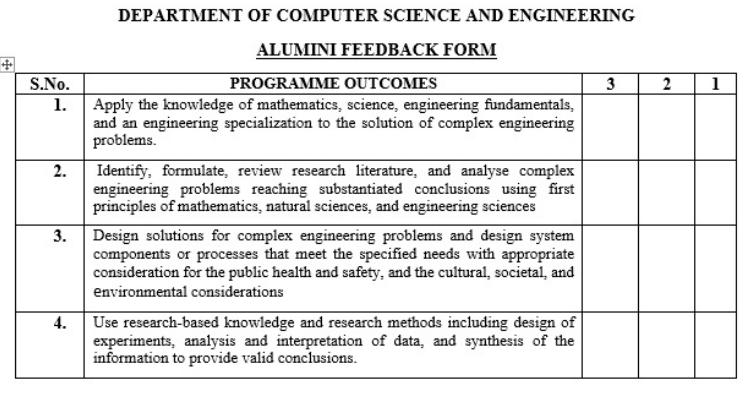 DEPARTMENT OF COMPUTER SCIENCE AND ENGINEERING
ALUMINI FEEDBACK FORM
S.No. PROGRAMME OUTCOMES 3 2 1
1. Apply the knowledge of mathematics, science, engineering fundamentals,
and an engineering specialization to the solution of complex engineering
problems.
2. Identify, formulate, review research literature, and analyse complex
engineering problems reaching substantiated conclusions using first
principles of mathematics, natural sciences, and engineering sciences
3. Design solutions for complex engineering problems and design system
components or processes that meet the specified needs with appropriate
consideration for the public health and safety, and the cultural, societal, and
environmental considerations
4. Use research-based knowledge and research methods including design of
experiments, analysis and interpretation of data, and synthesis of the
information to provide valid conclusions.